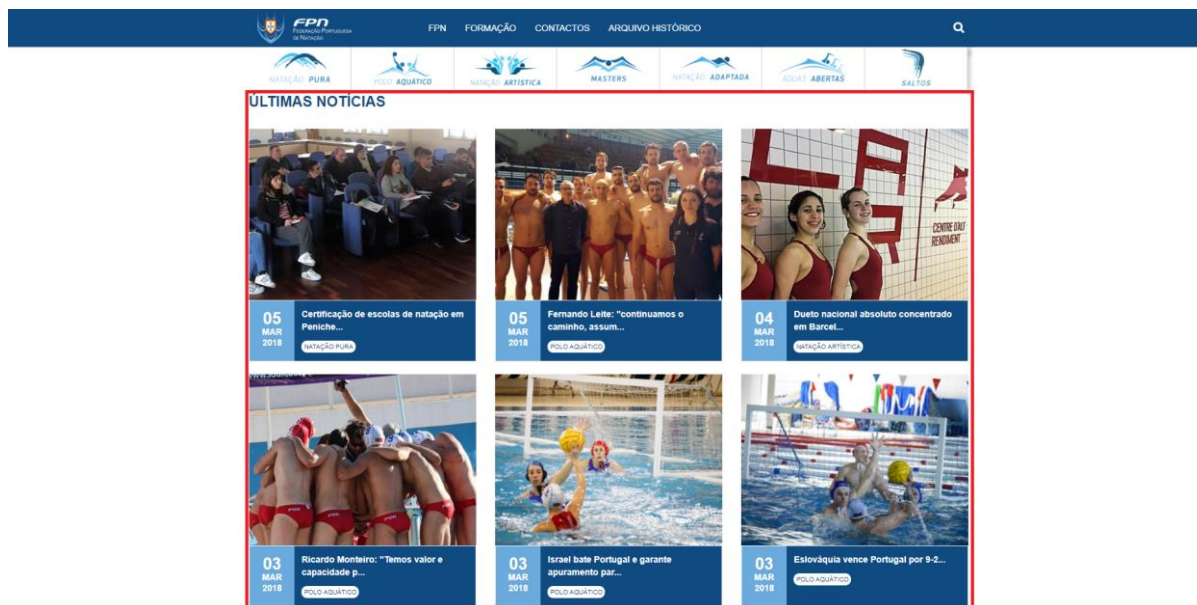 FPN
FEDERAÇÃO PORTUGUESA
DE NATAÇÃO
FPN FORMAÇÃO CONTACTOS ARQUIVO HISTÓRICO
NATAÇÃO PURA
POLO AQUÁTICO
NATAÇÃO ARTÍSTICA
MASTERS
NATAÇÃO ADAPTADA
ÁGUAS ABERTAS
SALTOS
ÚLTIMAS NOTÍCIAS
CENTRE D'ALT
RENDIMENT
05
MAR
2018
Certificação de escolas de natação em
Peniche...
NATAÇÃO PURA
05
MAR
2018
Fernando Leite: "continuamos o
caminho, assum...
POLO AQUÁTICO
04
MAR
2018
Dueto nacional absoluto concentrado
em Barcel...
NATAÇÃO ARTÍSTICA
03
MAR
2018
Ricardo Monteiro: "Temos valor e
capacidade p...
POLO AQUÁTICO
03
MAR
2018
Israel bate Portugal e garante
apuramento par...
POLO AQUÁTICO
03
MAR
2018
Eslováquia vence Portugal por 9-2...
POLO AQUÁTICO